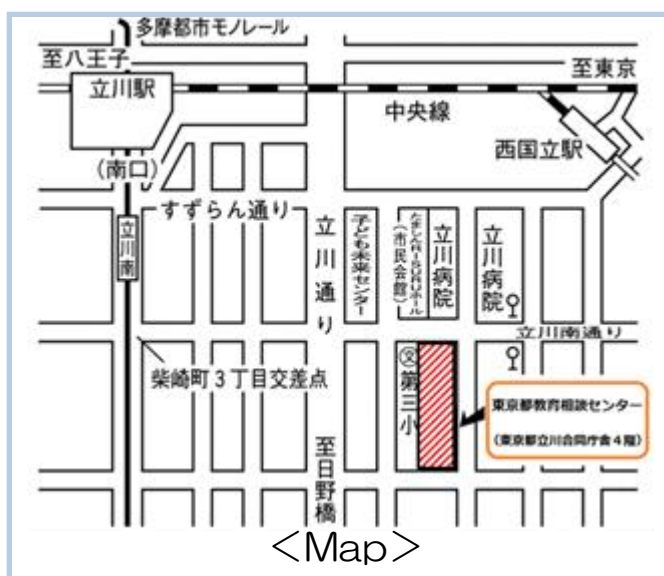 多摩都市モノレール
至八王子
至東京
立川駅
中央線
西国立駅
(南口)
すずらん通り
立川南
立川通り
子ども未来センター
たましんRISURUホール
(市民会館)
立川病院
立川病院
立川南通り
柴崎町3丁目交差点
文
第三小
東京都教育相談センター
(東京都立川合同庁舎4階)
至日野橋
<Map>